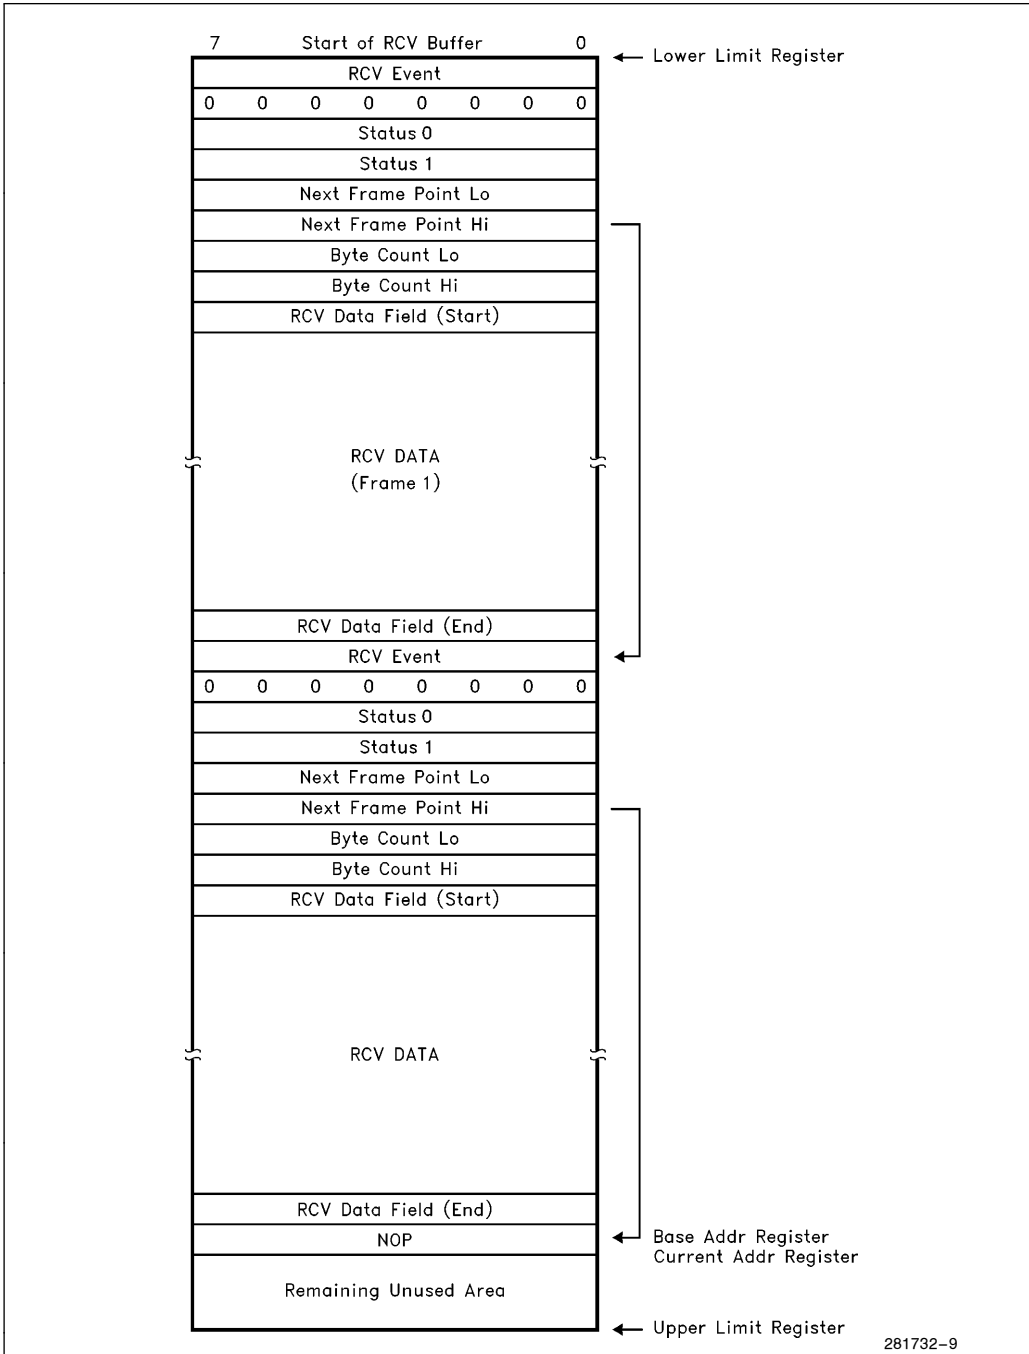 7 Start of RCV Buffer 0
Lower Limit Register
RCV Event
0 0 0 0 0 0 0 0
Status 0
Status 1
Next Frame Point Lo
Next Frame Point Hi
Byte Count Lo
Byte Count Hi
RCV Data Field (Start)
RCV DATA
(Frame 1)
RCV Data Field (End)
RCV Event
0 0 0 0 0 0 0 0
Status 0
Status 1
Next Frame Point Lo
Next Frame Point Hi
Byte Count Lo
Byte Count Hi
RCV Data Field (Start)
RCV DATA
RCV Data Field (End)
NOP
Base Addr Register
Current Addr Register
Remaining Unused Area
Upper Limit Register
281732-9